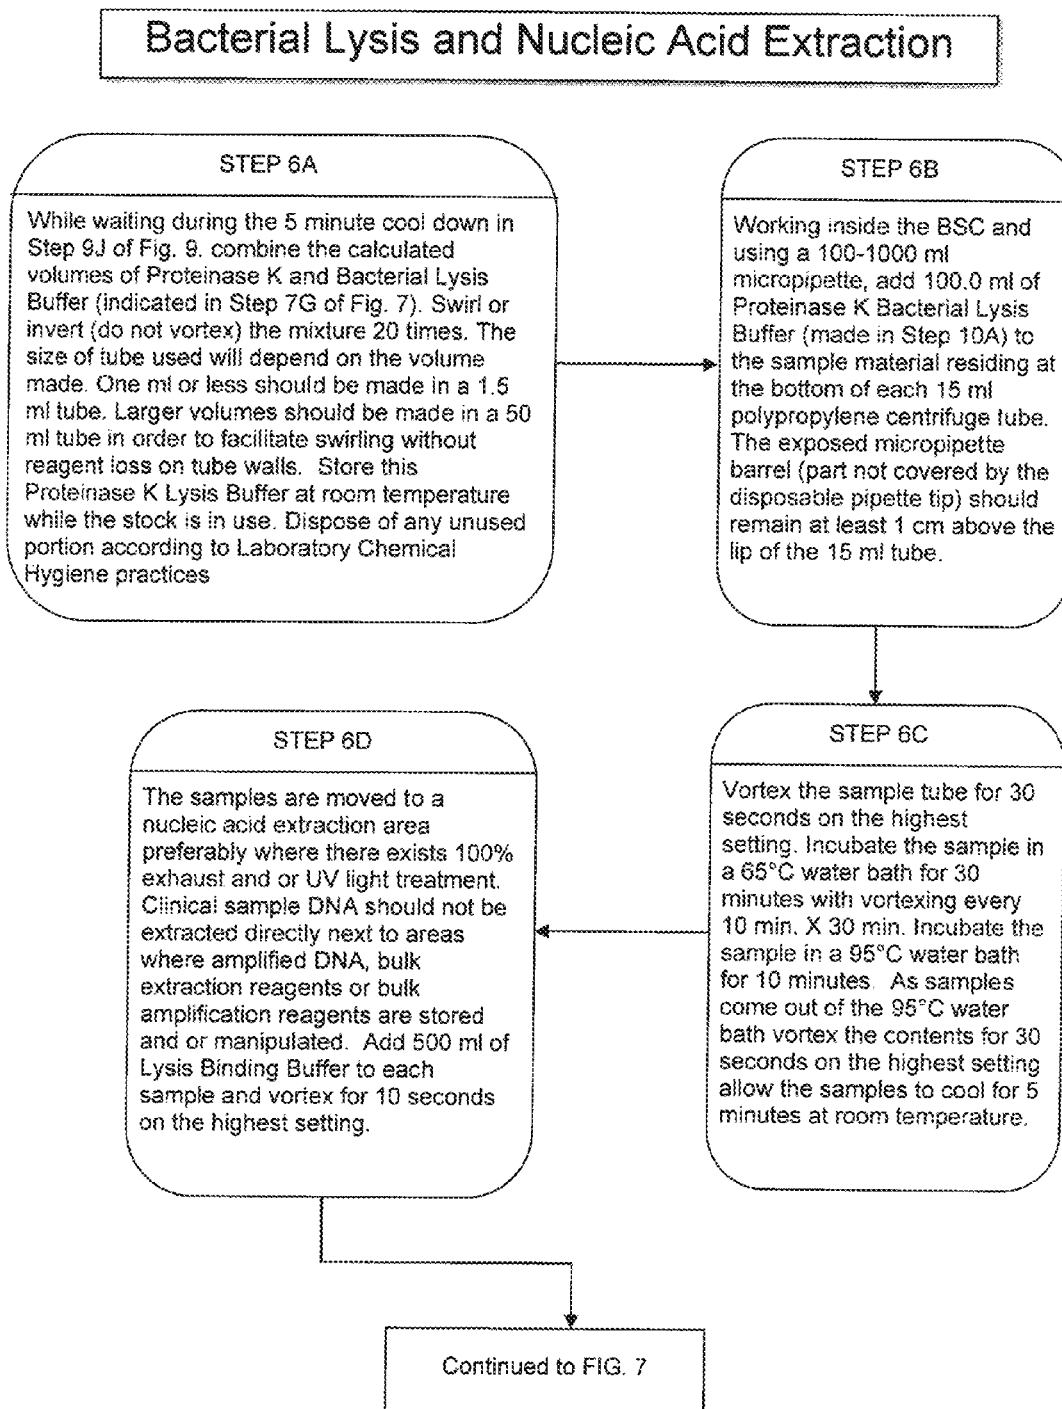 Bacterial Lysis and Nucleic Acid Extraction
STEP 6A
While waiting during the 5 minute cool down in
Step 9J of Fig. 9. combine the calculated
volumes of Proteinase K and Bacterial Lysis
Buffer (indicated in Step 7G of Fig. 7). Swirl or
invert (do not vortex) the mixture 20 times. The
size of tube used will depend on the volume
made. One ml or less should be made in a 1.5
ml tube. Larger volumes should be made in a 50
ml tube in order to facilitate swirling without
reagent loss on tube walls. Store this
Proteinase K Lysis Buffer at room temperature
while the stock is in use. Dispose of any unused
portion according to Laboratory Chemical
Hygiene practices
STEP 6B
Working inside the BSC and
using a 100-1000 ml
micropipette, add 100.0 ml of
Proteinase K Bacterial Lysis
Buffer (made in Step 10A) to
the sample material residing at
the bottom of each 15 ml
polypropylene centrifuge tube.
The exposed micropipette
barrel (part not covered by the
disposable pipette tip) should
remain at least 1 cm above the
lip of the 15 ml tube.
STEP 6C
Vortex the sample tube for 30
seconds on the highest
setting. Incubate the sample in
a 65°C water bath for 30
minutes with vortexing every
10 min. X 30 min. Incubate the
sample in a 95°C water bath
for 10 minutes. As samples
come out of the 95°C water
bath vortex the contents for 30
seconds on the highest setting
allow the samples to cool for 5
minutes at room temperature.
STEP 6D
The samples are moved to a
nucleic acid extraction area
preferably where there exists 100%
exhaust and or UV light treatment.
Clinical sample DNA should not be
extracted directly next to areas
where amplified DNA, bulk
extraction reagents or bulk
amplification reagents are stored
and or manipulated. Add 500 ml of
Lysis Binding Buffer to each
sample and vortex for 10 seconds
on the highest setting.
Continued to FIG. 7